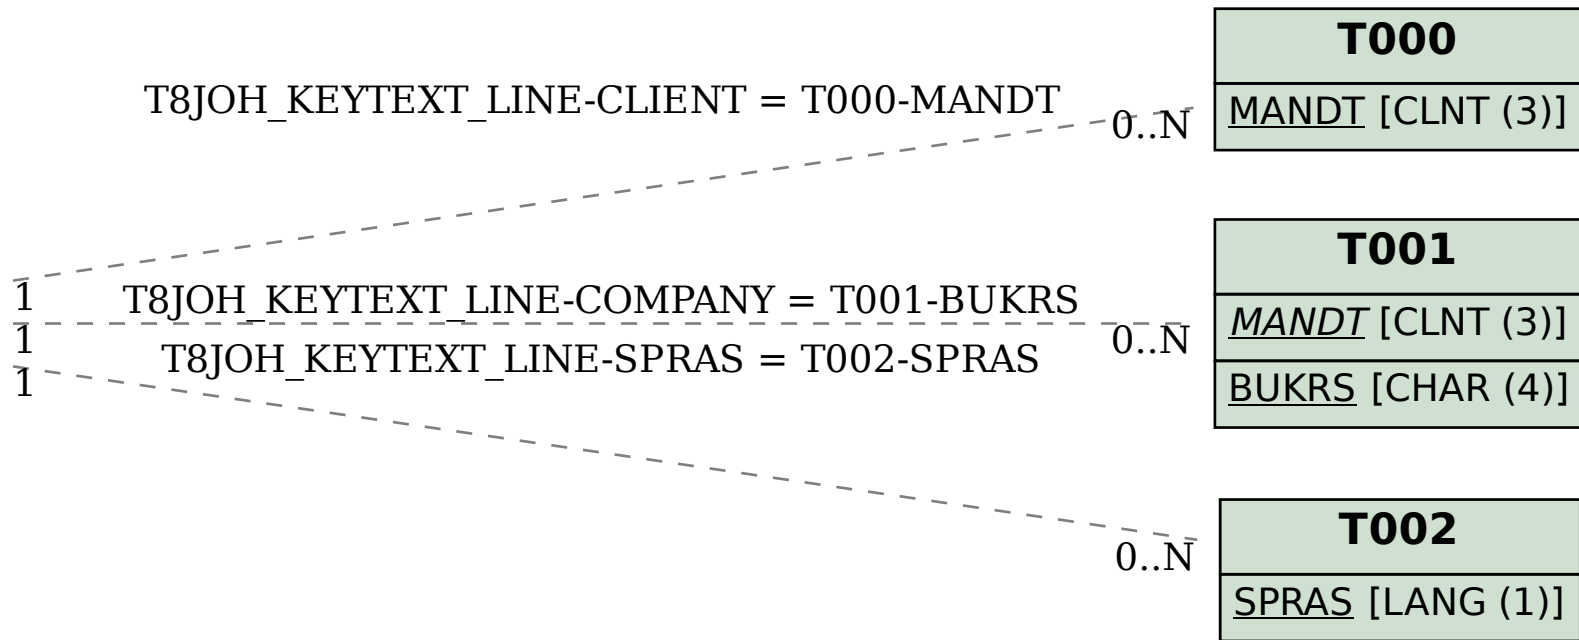 T000
T8JOH_KEYTEXT_LINE-CLIENT = T000-MANDT
0..N
MANDT [CLNT (3)]
T001
1
T8JOH_KEYTEXT_LINE-COMPANY = T001-BUKRS
MANDT [CLNT (3)]
1
0..N
T8JOH_KEYTEXT_LINE-SPRAS = T002-SPRAS
1
BUKRS [CHAR (4)]
T002
0..N
SPRAS [LANG (1)]